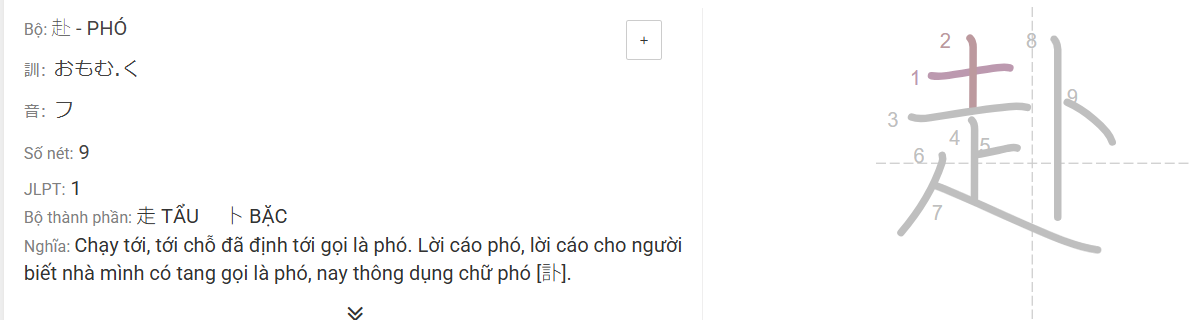 Bộ: 赴 - PHÓ
+
訓: おもむ.く
音: フ
Số nét: 9
JLPT: 1
Bộ thành phần: 走 TẨU 卜 BẶC
Nghĩa: Chạy tới, tới chỗ đã định tới gọi là phó. Lời cáo phó, lời cáo cho người
biết nhà mình có tang gọi là phó, nay thông dụng chữ phó [訃].
赴
1
2
3
4
5
6
7
8
9